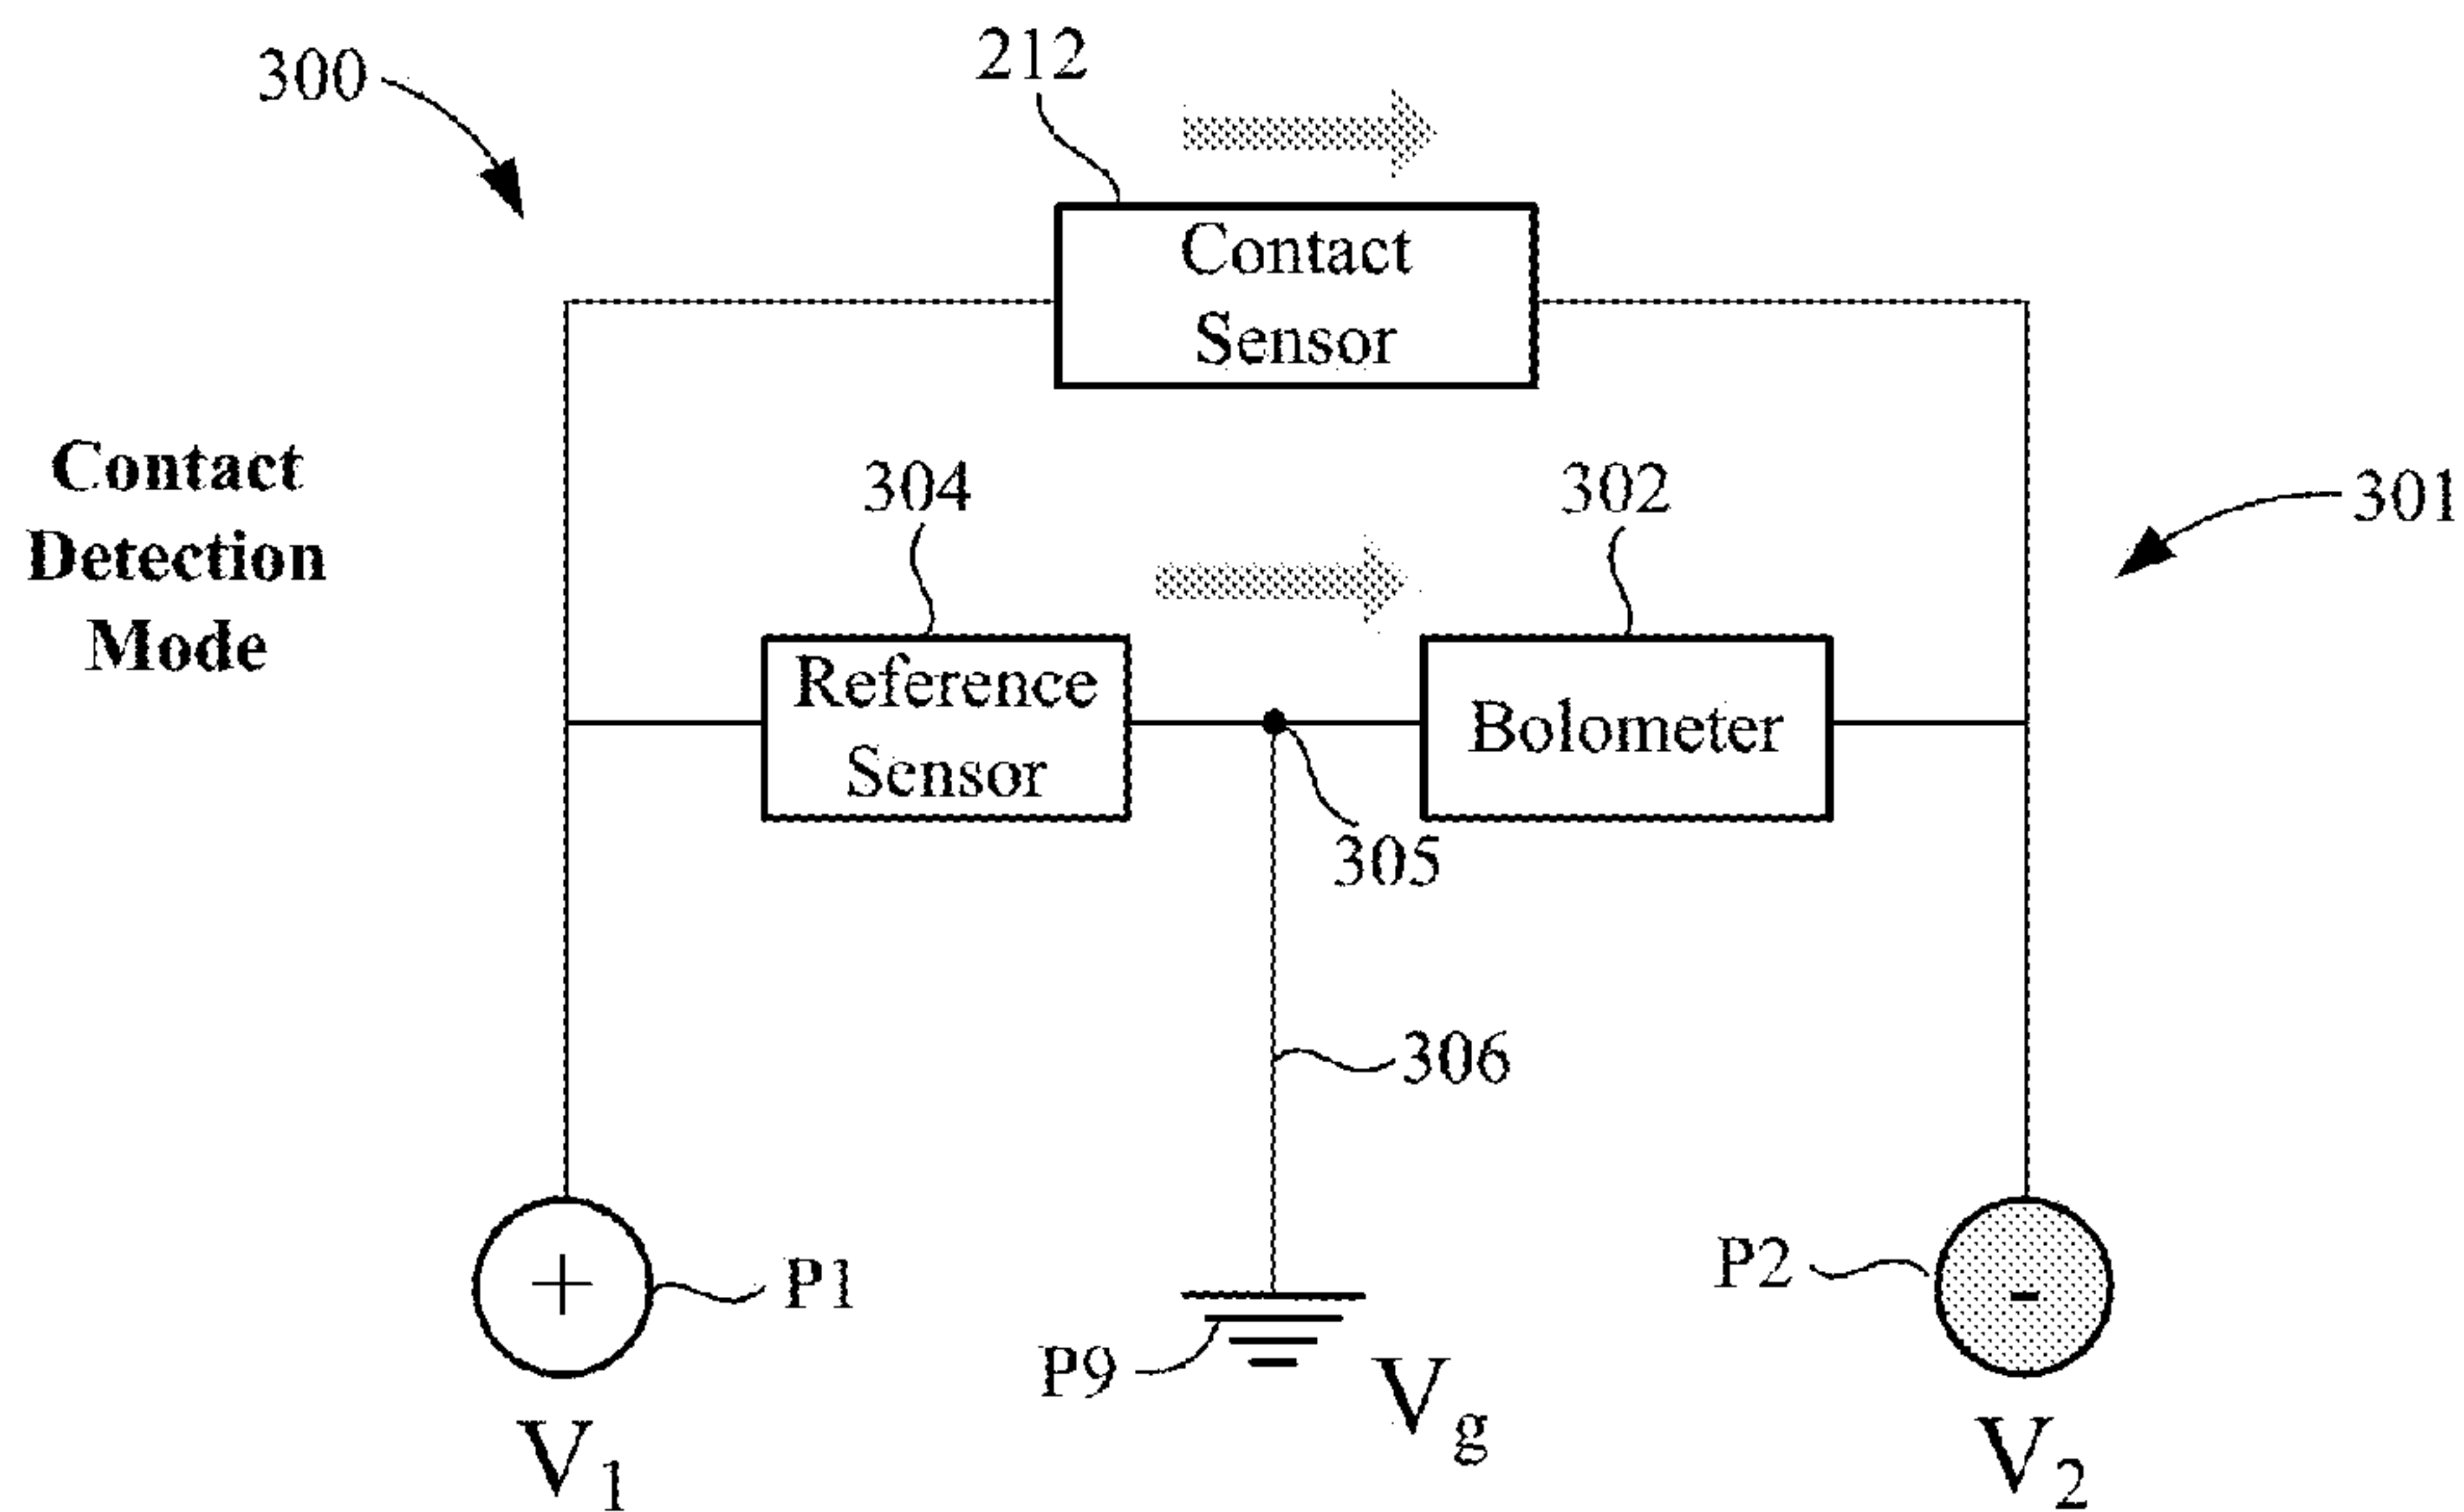 300
212
Contact
Sensor
Contact
Detection
Mode
304
302
301
Reference
Sensor
Bolometer
305
306
+
P1
P2
-
P9
Vg
V1
V2